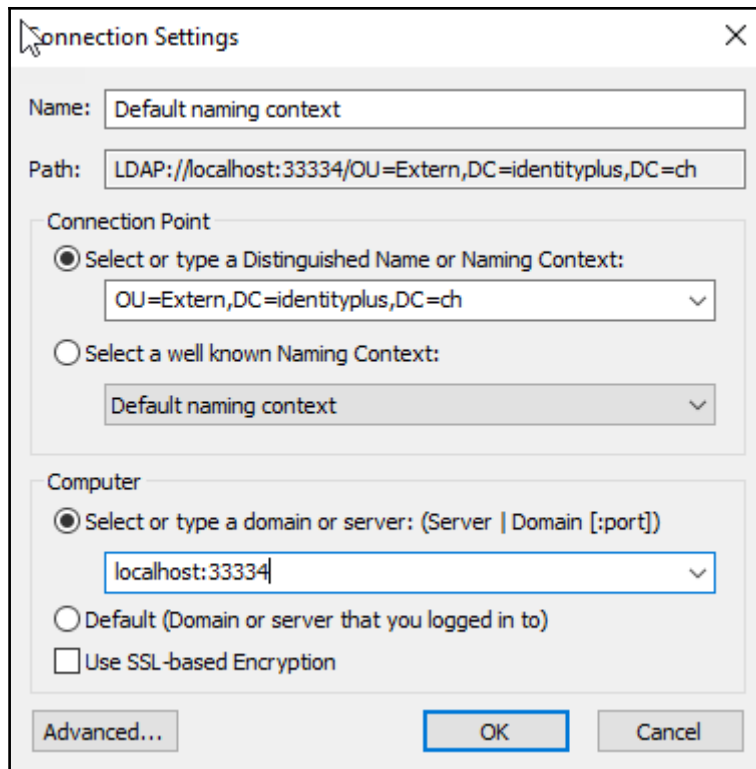 Connection Settings
Name: Default naming context
Path: LDAP://localhost:33334/OU=Extern,DC=identityplus,DC=ch
Connection Point
Select or type a Distinguished Name or Naming Context:
OU=Extern,DC=identityplus,DC=ch
Select a well known Naming Context:
Default naming context
Computer
Select or type a domain or server: (Server | Domain [:port])
localhost:33334
Default (Domain or server that you logged in to)
Use SSL-based Encryption
Advanced... OK Cancel